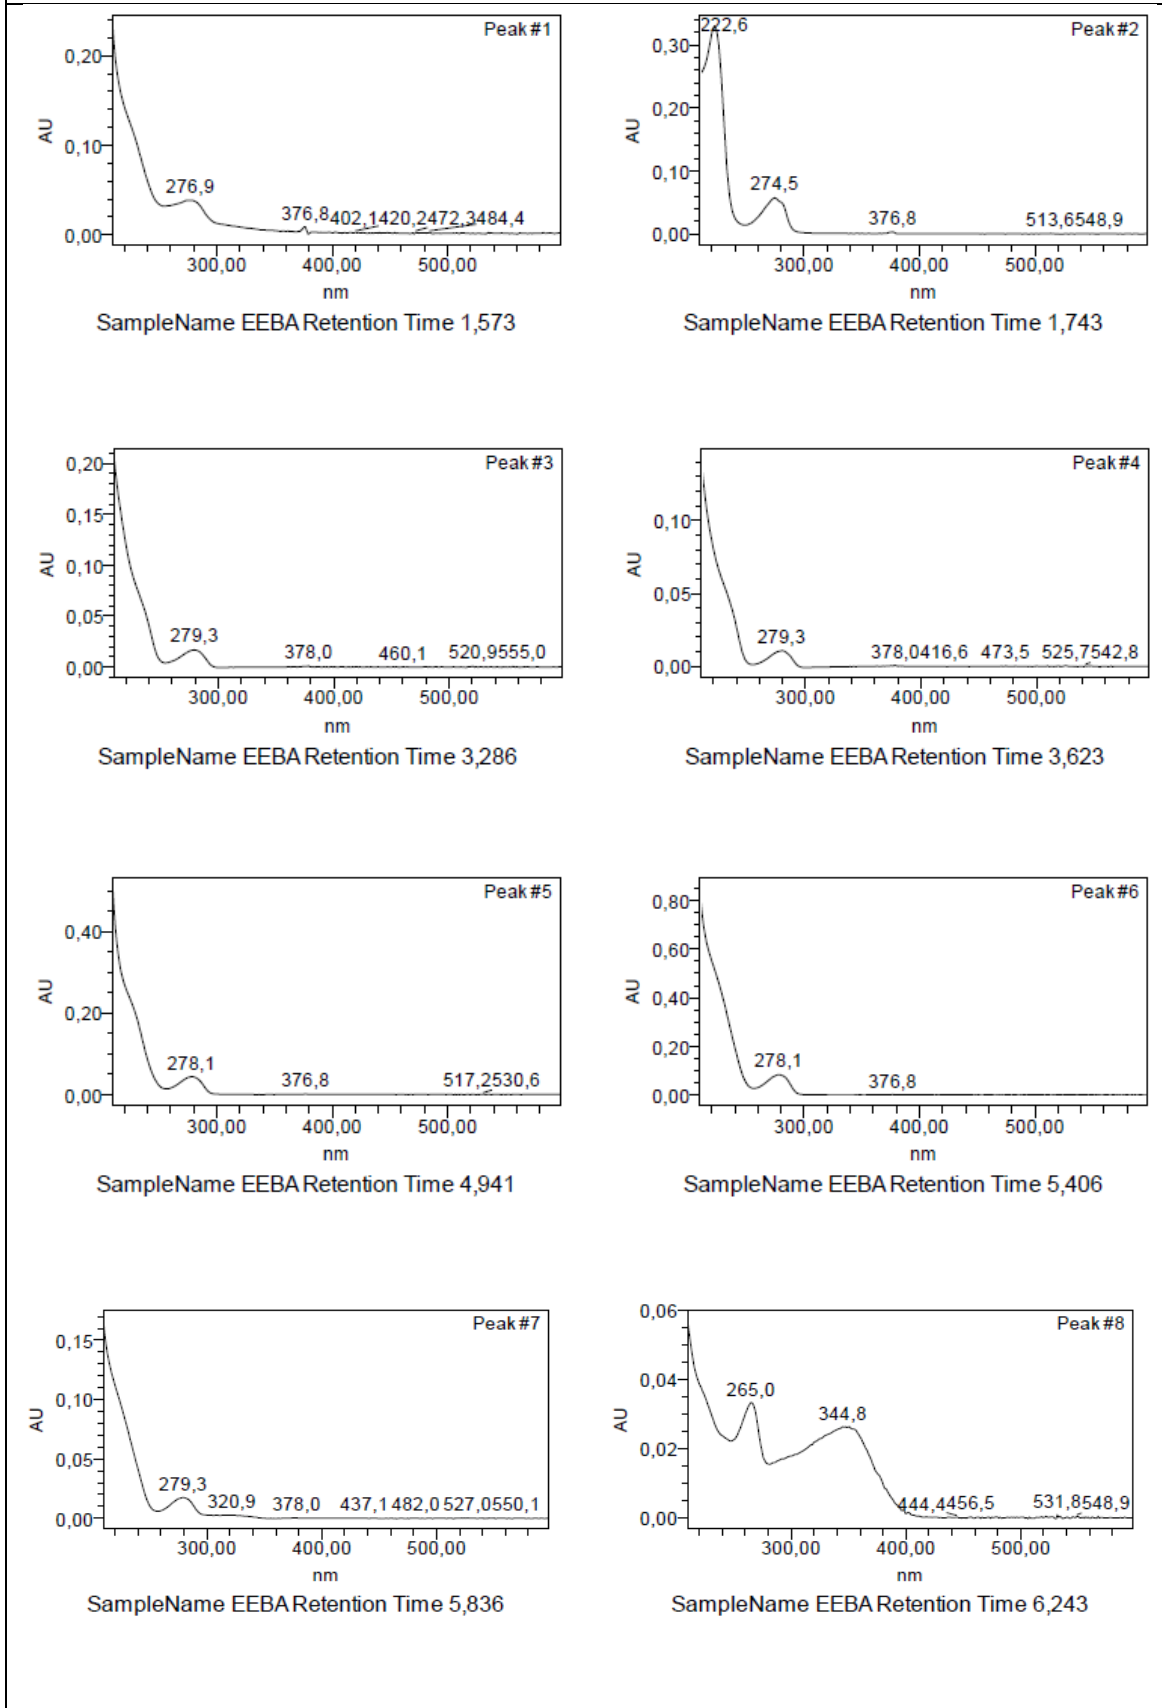 Peak #1
0,20
0,10
0,00
AU
276,9
376,8 402,1 420,2 472,3 484,4
300,00 400,00 500,00
nm
SampleName EEBA Retention Time 1,573
Peak #2
222,6
0,30
0,20
0,10
0,00
AU
274,5
376,8
513,6 548,9
300,00 400,00 500,00
nm
SampleName EEBA Retention Time 1,743
Peak #3
0,20
0,15
0,10
0,05
0,00
AU
279,3
378,0 460,1 520,9 555,0
300,00 400,00 500,00
nm
SampleName EEBA Retention Time 3,286
Peak #4
0,10
0,05
0,00
AU
279,3
378,0 416,6 473,5 525,7 542,8
300,00 400,00 500,00
nm
SampleName EEBA Retention Time 3,623
Peak #5
0,40
0,20
0,00
AU
278,1
376,8 517,2 530,6
300,00 400,00 500,00
nm
SampleName EEBA Retention Time 4,941
Peak #6
0,80
0,60
0,40
0,20
0,00
AU
278,1
376,8
300,00 400,00 500,00
nm
SampleName EEBA Retention Time 5,406
Peak #7
0,15
0,10
0,05
0,00
AU
279,3
320,9 378,0 437,1 482,0 527,0 550,1
300,00 400,00 500,00
nm
SampleName EEBA Retention Time 5,836
Peak #8
0,06
0,04
0,02
0,00
AU
265,0
344,8
444,4 456,5 531,8 548,9
300,00 400,00 500,00
nm
SampleName EEBA Retention Time 6,243